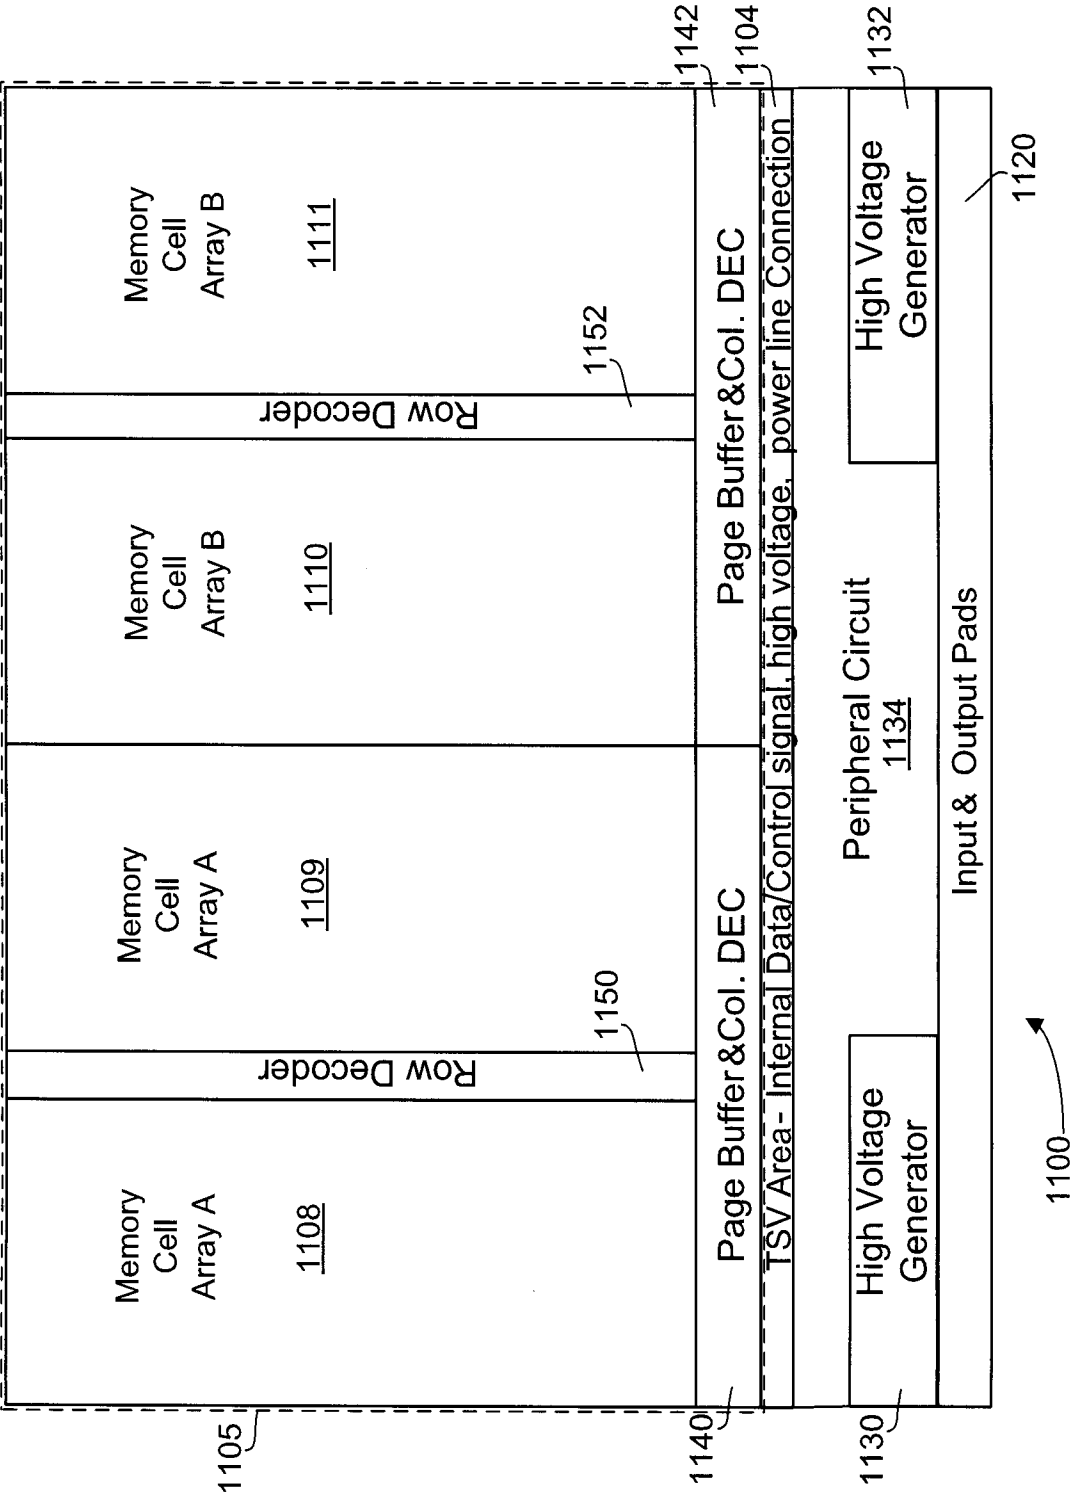 1105
Memory
Cell
Array A
1108
Row Decoder
1150
Memory
Cell
Array A
1109
Memory
Cell
Array B
1110
Row Decoder
1152
Memory
Cell
Array B
1111
1140
Page Buffer&Col. DEC
Page Buffer&Col. DEC
1142
TSV Area- Internal Data/Control signal, high voltage, power line Connection
1104
1130
High Voltage
Generator
Peripheral Circuit
1134
High Voltage
Generator
1132
Input& Output Pads
1120
1100